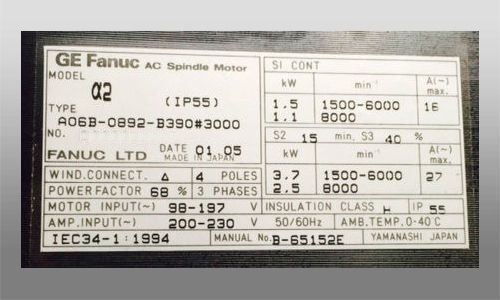 GE Fanuc AC Spindle Motor
MODEL α2 (IP55)
TYPE A06B-0892-B390#3000
NO.
FANUC LTD DATE 01.05
MADE IN JAPAN
SI CONT
kW min⁻¹ A(~) max.
1.5 1500-6000 16
1.1 8000
S2 15 min, S3 40 %
kW min⁻¹ A(~) max.
3.7 1500-6000 27
2.5 8000
WIND.CONNECT. △ 4 POLES
POWER FACTOR 68 % 3 PHASES
MOTOR INPUT(~) 98-197 V INSULATION CLASS H IP 55
AMP.INPUT(~) 200-230 V 50/60Hz AMB.TEMP.0-40°C
IEC34-1:1994 MANUAL No.B-65152E YAMANASHI JAPAN